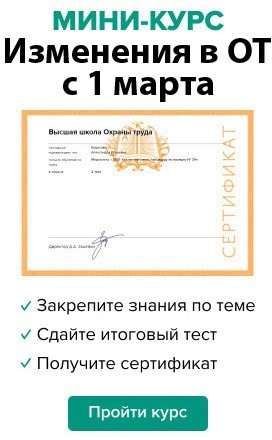 МИНИ-КУРС
Изменения в ОТ
с 1 марта
Высшая школа Охраны труда
СЕРТИФИКАТ
Закрепите знания по теме
Сдайте итоговый тест
Получите сертификат
Пройти курс